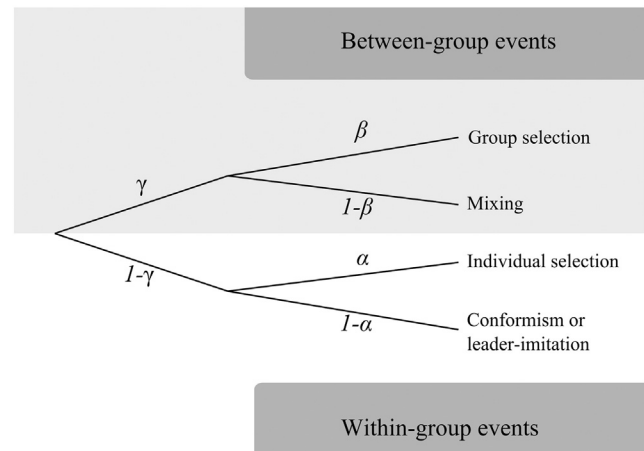 Between-group events
β
Group selection
γ
1-β
Mixing
1-γ
α
Individual selection
1-α
Conformism or
leader-imitation
Within-group events